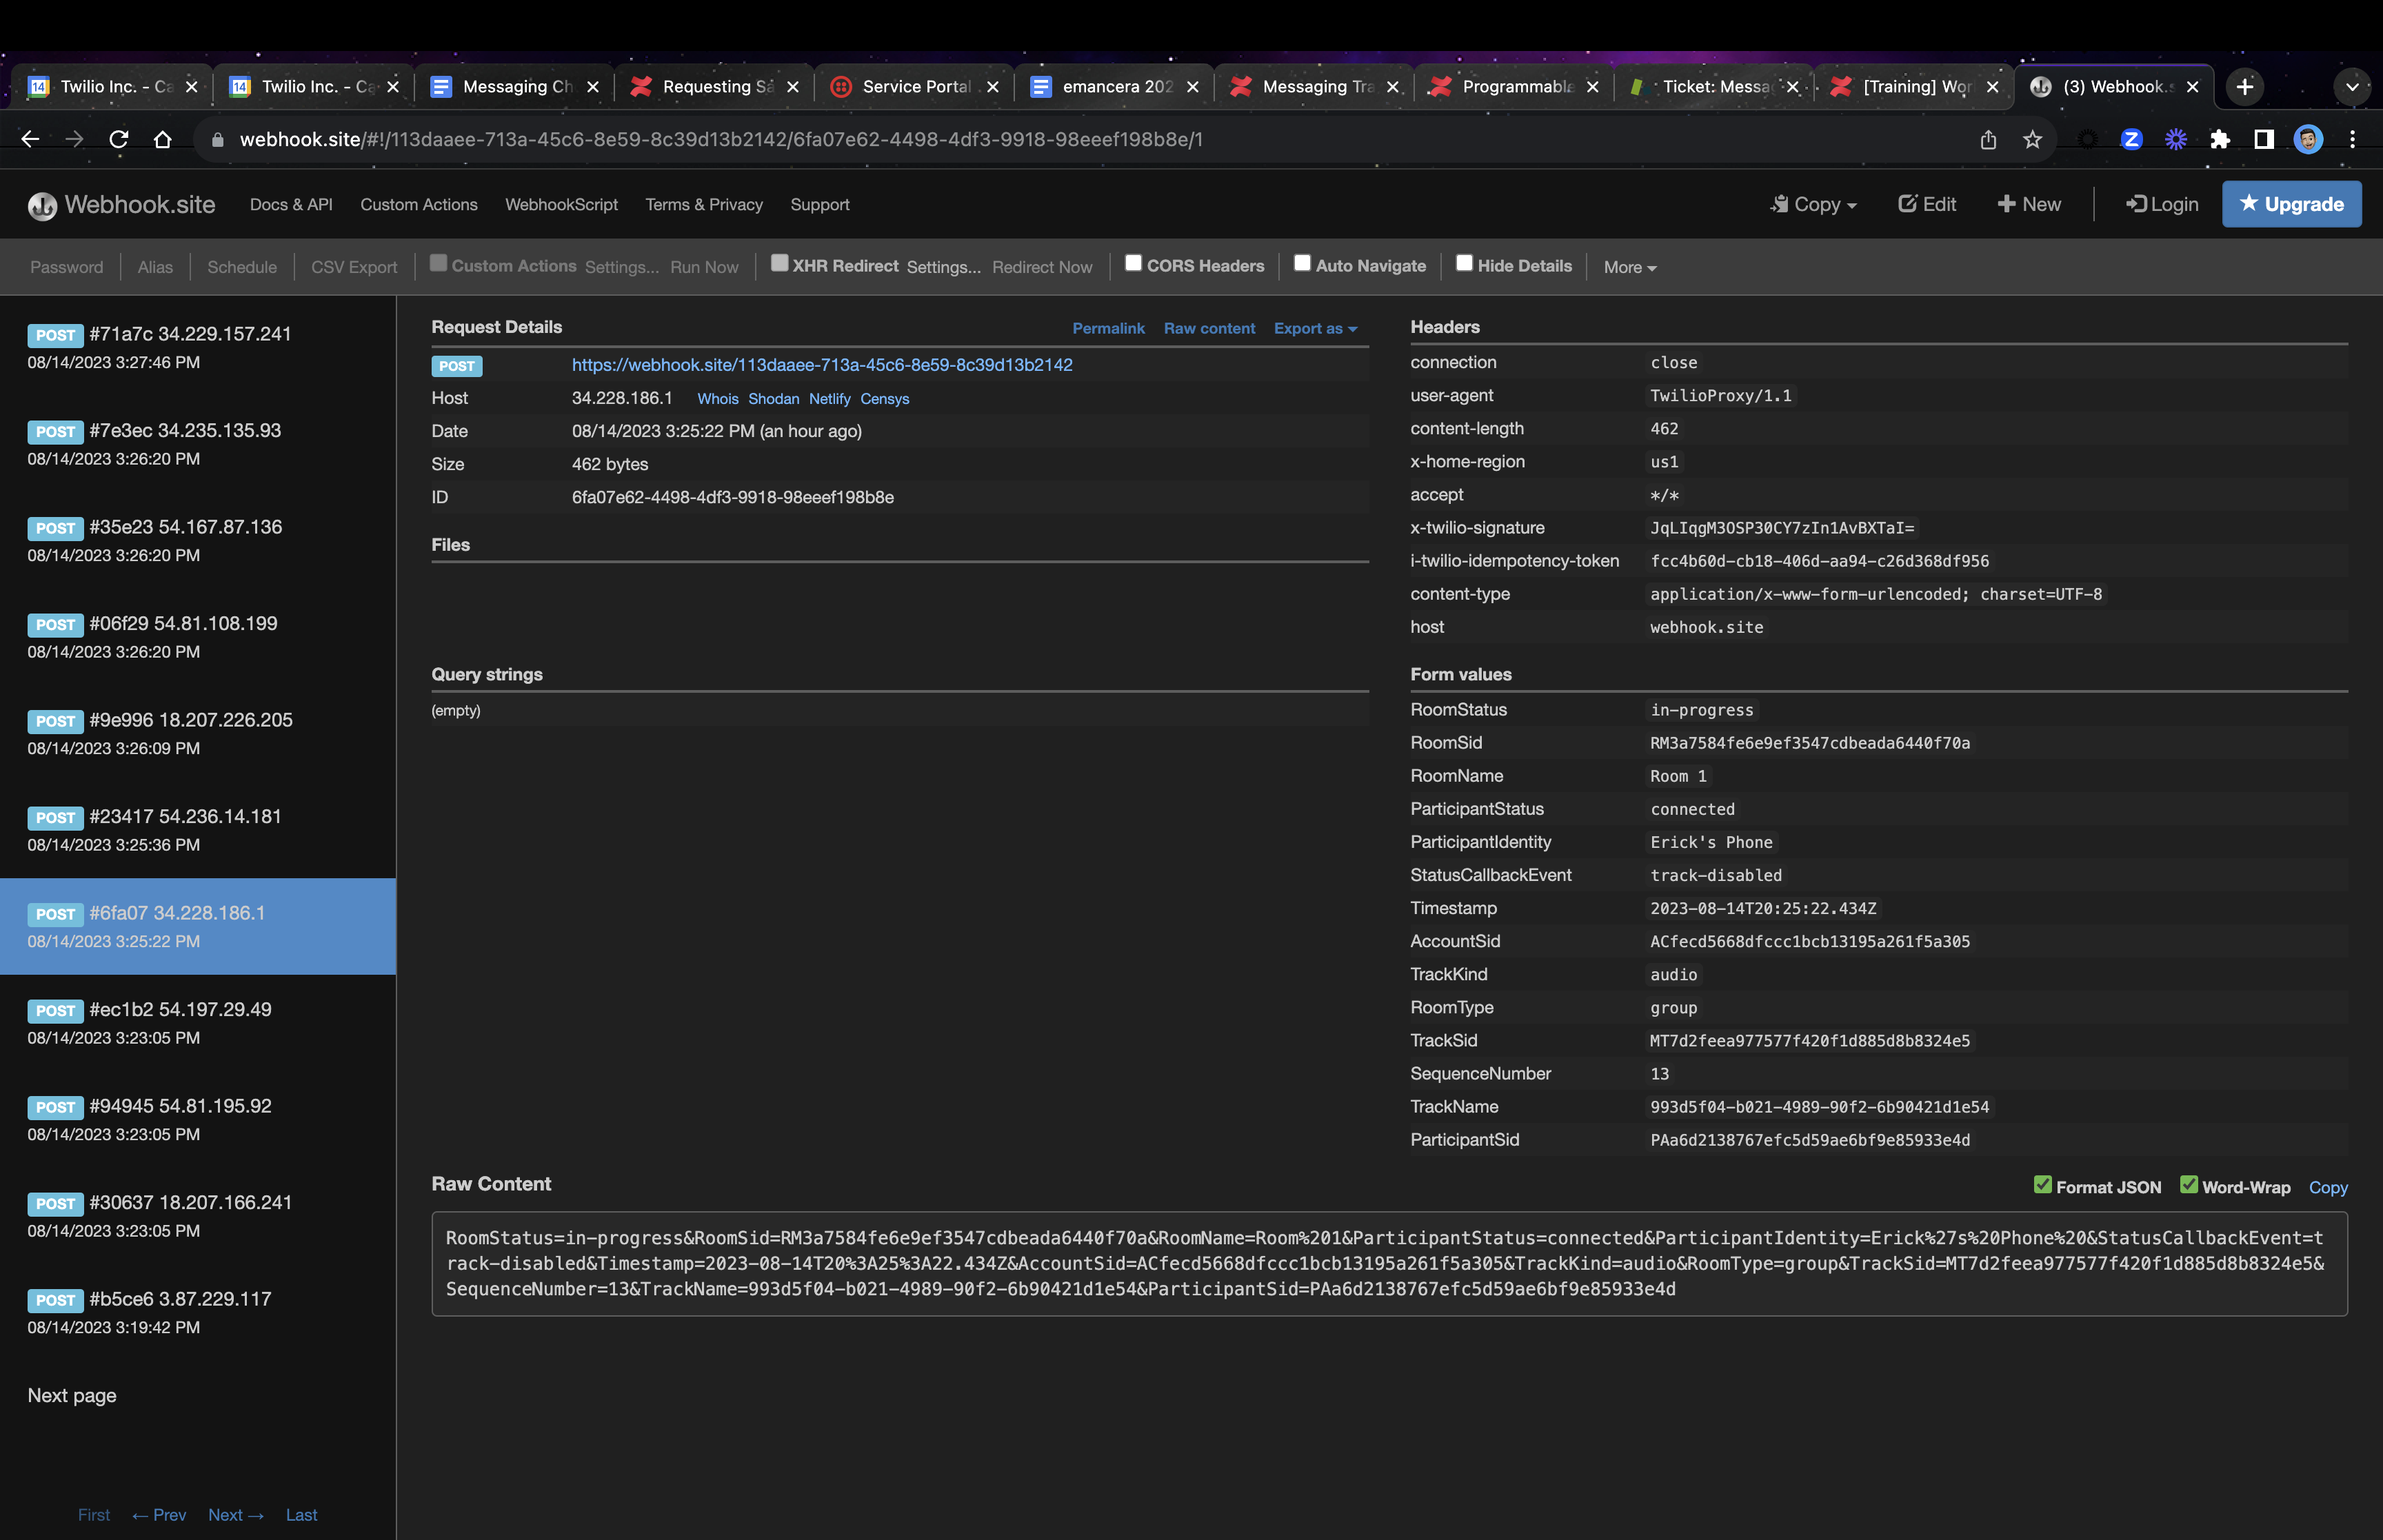 Twilio Inc. - Ca
Twilio Inc. - Ca
Messaging Ch
Requesting Sa
Service Portal
emancera 202
Messaging Tra
Programmable
Ticket: Messag
[Training] Wor
(3) Webhook.s
webhook.site/#!/113daaee-713a-45c6-8e59-8c39d13b2142/6fa07e62-4498-4df3-9918-98eeef198b8e/1
Webhook.site Docs & API Custom Actions WebhookScript Terms & Privacy Support Copy Edit New Login Upgrade
Password Alias Schedule CSV Export Custom Actions Settings... Run Now XHR Redirect Settings... Redirect Now CORS Headers Auto Navigate Hide Details More
POST #71a7c 34.229.157.241
08/14/2023 3:27:46 PM
POST #7e3ec 34.235.135.93
08/14/2023 3:26:20 PM
POST #35e23 54.167.87.136
08/14/2023 3:26:20 PM
POST #06f29 54.81.108.199
08/14/2023 3:26:20 PM
POST #9e996 18.207.226.205
08/14/2023 3:26:09 PM
POST #23417 54.236.14.181
08/14/2023 3:25:36 PM
POST #6fa07 34.228.186.1
08/14/2023 3:25:22 PM
POST #ec1b2 54.197.29.49
08/14/2023 3:23:05 PM
POST #94945 54.81.195.92
08/14/2023 3:23:05 PM
POST #30637 18.207.166.241
08/14/2023 3:23:05 PM
POST #b5ce6 3.87.229.117
08/14/2023 3:19:42 PM
Next page
First ← Prev Next → Last
Request Details Permalink Raw content Export as
POST https://webhook.site/113daaee-713a-45c6-8e59-8c39d13b2142
Host 34.228.186.1 Whois Shodan Netlify Censys
Date 08/14/2023 3:25:22 PM (an hour ago)
Size 462 bytes
ID 6fa07e62-4498-4df3-9918-98eeef198b8e
Files
Query strings
(empty)
Headers
connection close
user-agent TwilioProxy/1.1
content-length 462
x-home-region us1
accept */*
x-twilio-signature JqLIqgM3OSP30CY7zIn1AvBXTaI=
i-twilio-idempotency-token fcc4b60d-cb18-406d-aa94-c26d368df956
content-type application/x-www-form-urlencoded; charset=UTF-8
host webhook.site
Form values
RoomStatus in-progress
RoomSid RM3a7584fe6e9ef3547cdbeada6440f70a
RoomName Room 1
ParticipantStatus connected
ParticipantIdentity Erick's Phone
StatusCallbackEvent track-disabled
Timestamp 2023-08-14T20:25:22.434Z
AccountSid ACfecd5668dfccc1bcb13195a261f5a305
TrackKind audio
RoomType group
TrackSid MT7d2feea977577f420f1d885d8b8324e5
SequenceNumber 13
TrackName 993d5f04-b021-4989-90f2-6b90421d1e54
ParticipantSid PAa6d2138767efc5d59ae6bf9e85933e4d
Raw Content Format JSON Word-Wrap Copy
RoomStatus=in-progress&RoomSid=RM3a7584fe6e9ef3547cdbeada6440f70a&RoomName=Room%201&ParticipantStatus=connected&ParticipantIdentity=Erick%27s%20Phone%20&StatusCallbackEvent=t
rack-disabled&Timestamp=2023-08-14T20%3A25%3A22.434Z&AccountSid=ACfecd5668dfccc1bcb13195a261f5a305&TrackKind=audio&RoomType=group&TrackSid=MT7d2feea977577f420f1d885d8b8324e5&
SequenceNumber=13&TrackName=993d5f04-b021-4989-90f2-6b90421d1e54&ParticipantSid=PAa6d2138767efc5d59ae6bf9e85933e4d